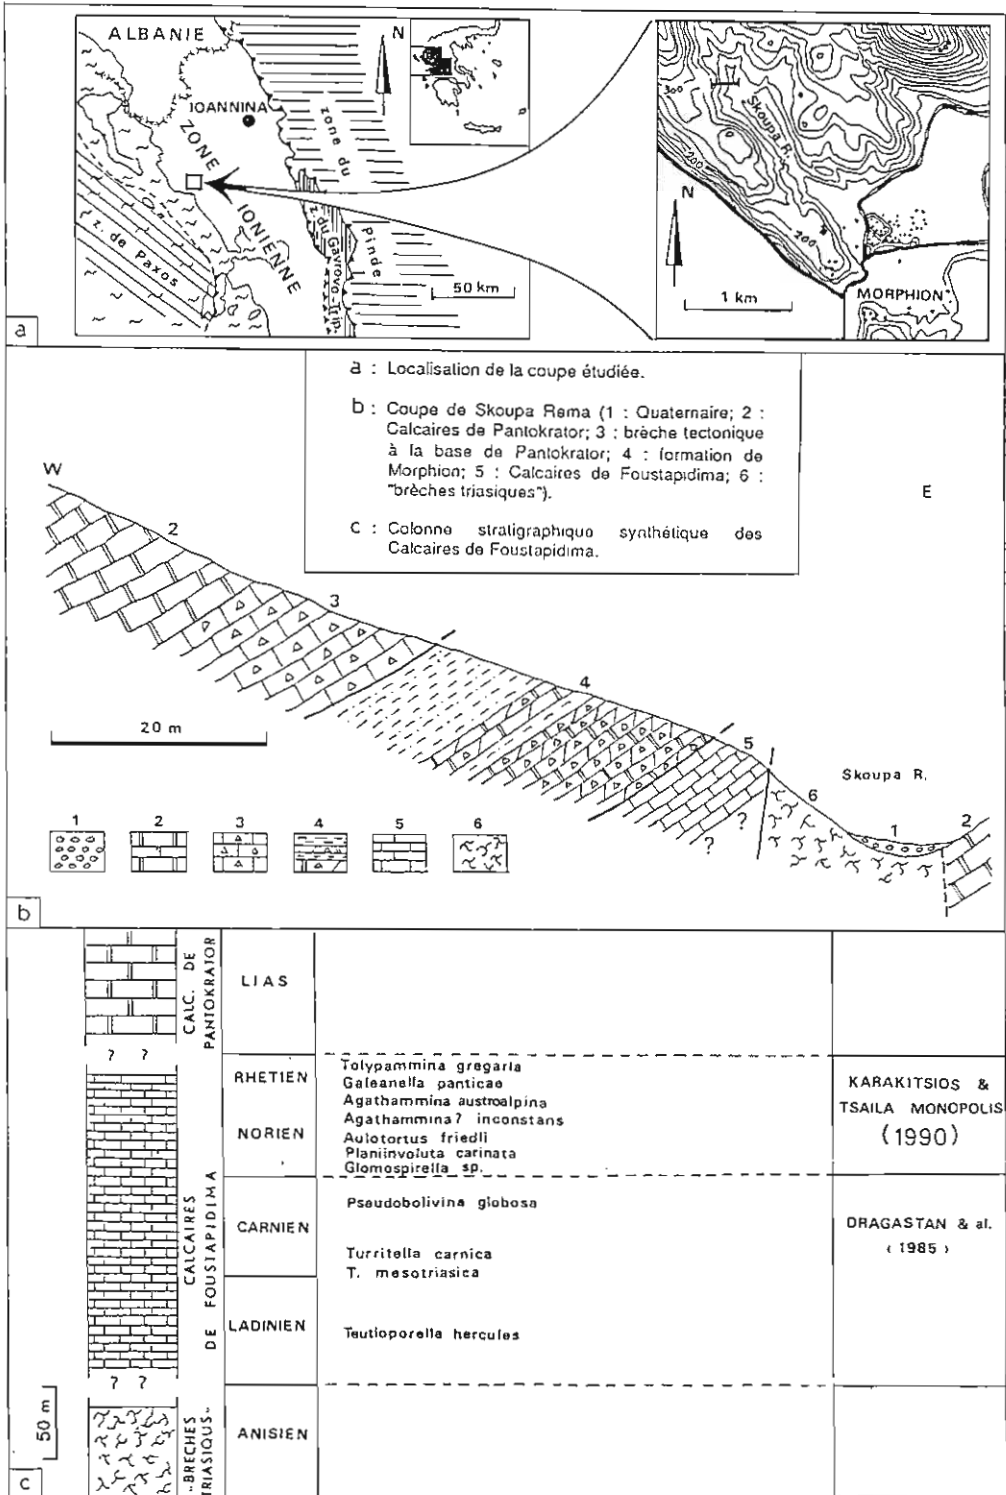 ALBANIE
N
IOANNINA
ZONE IONIENNE
zone du Pinde
z. du Gavrovo-Trip.
z. de Paxos
50 km
a
300
Skoupa R.
200
N
200
1 km
MORPHION
a : Localisation de la coupe étudiée.
b : Coupe de Skoupa Rema (1 : Quaternaire; 2 :
Calcaires de Pantokrator; 3 : brèche tectonique
à la base de Pantokrator; 4 : formation de
Morphion; 5 : Calcaires de Foustapidima; 6 :
"brèches triasiques").
c : Colonne stratigraphique synthétique des
Calcaires de Foustapidima.
W
E
2
3
4
5
6
Skoupa R.
1
2
20 m
? ?
1 2 3 4 5 6
b
CALC. DE
PANTOKRATOR
LIAS
? ?
CALCAIRES
DE FOUSTAPIDIMA
RHETIEN
NORIEN
Tolypammina gregaria
Galeanella panticae
Agathammina austroalpina
Agathammina? inconstans
Aulotortus friedli
Planiinvoluta carinata
Glomospirella sp.
KARAKITSIOS &
TSAILA MONOPOLIS
(1990)
CARNIEN
Pseudobolivina globosa
Turritella carnica
T. mesotriasica
DRAGASTAN & al.
(1985)
LADINIEN
Teutloporella hercules
? ?
50 m
-BRECHES
TRIASIQUS-
ANISIEN
c